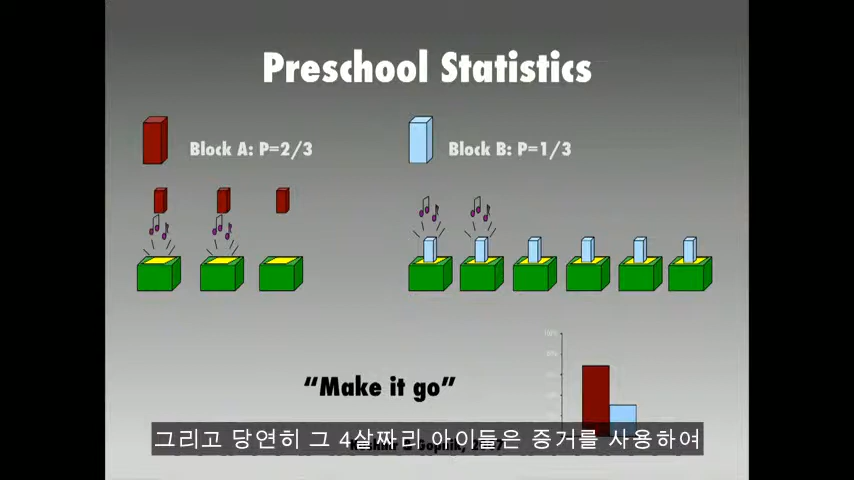 Preschool Statistics
Block A: P=2/3
Block B: P=1/3
100%
"Make it go"
그리고 당연히 그 4살짜리 아이들은 증거를 사용하여